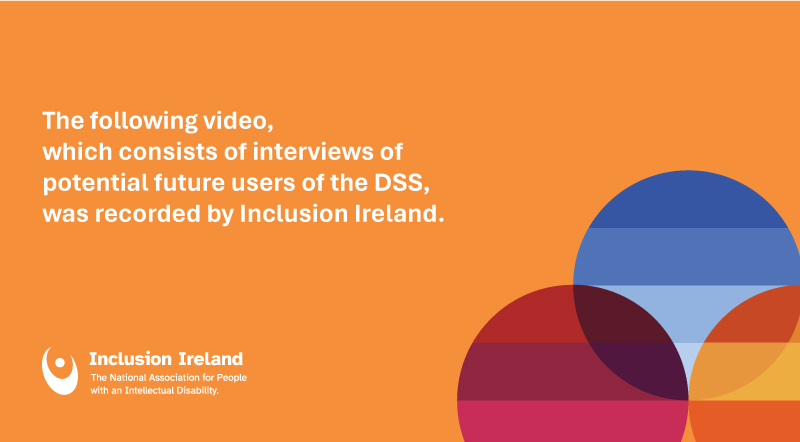 The following video,
which consists of interviews of
potential future users of the DSS,
was recorded by Inclusion Ireland.
Inclusion Ireland
The National Association for People
with an Intellectual Disability.